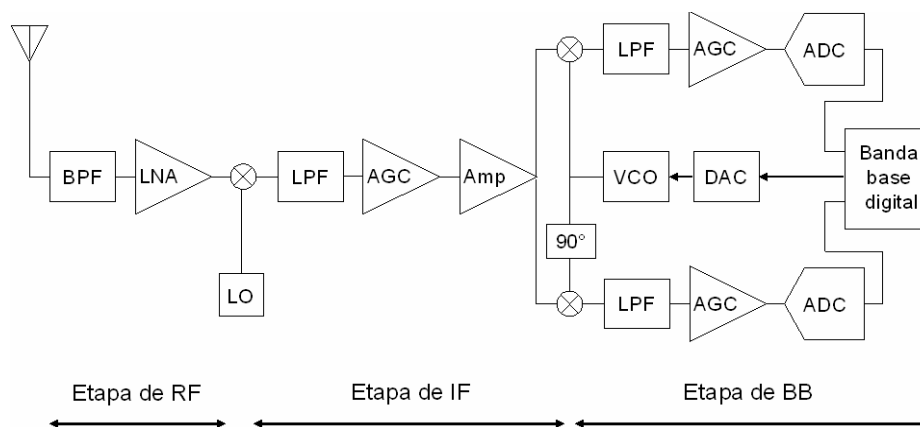 LPF
AGC
ADC
BPF
LNA
LPF
AGC
Amp
VCO
DAC
Banda
base
digital
90°
LO
LPF
AGC
ADC
Etapa de RF
Etapa de IF
Etapa de BB